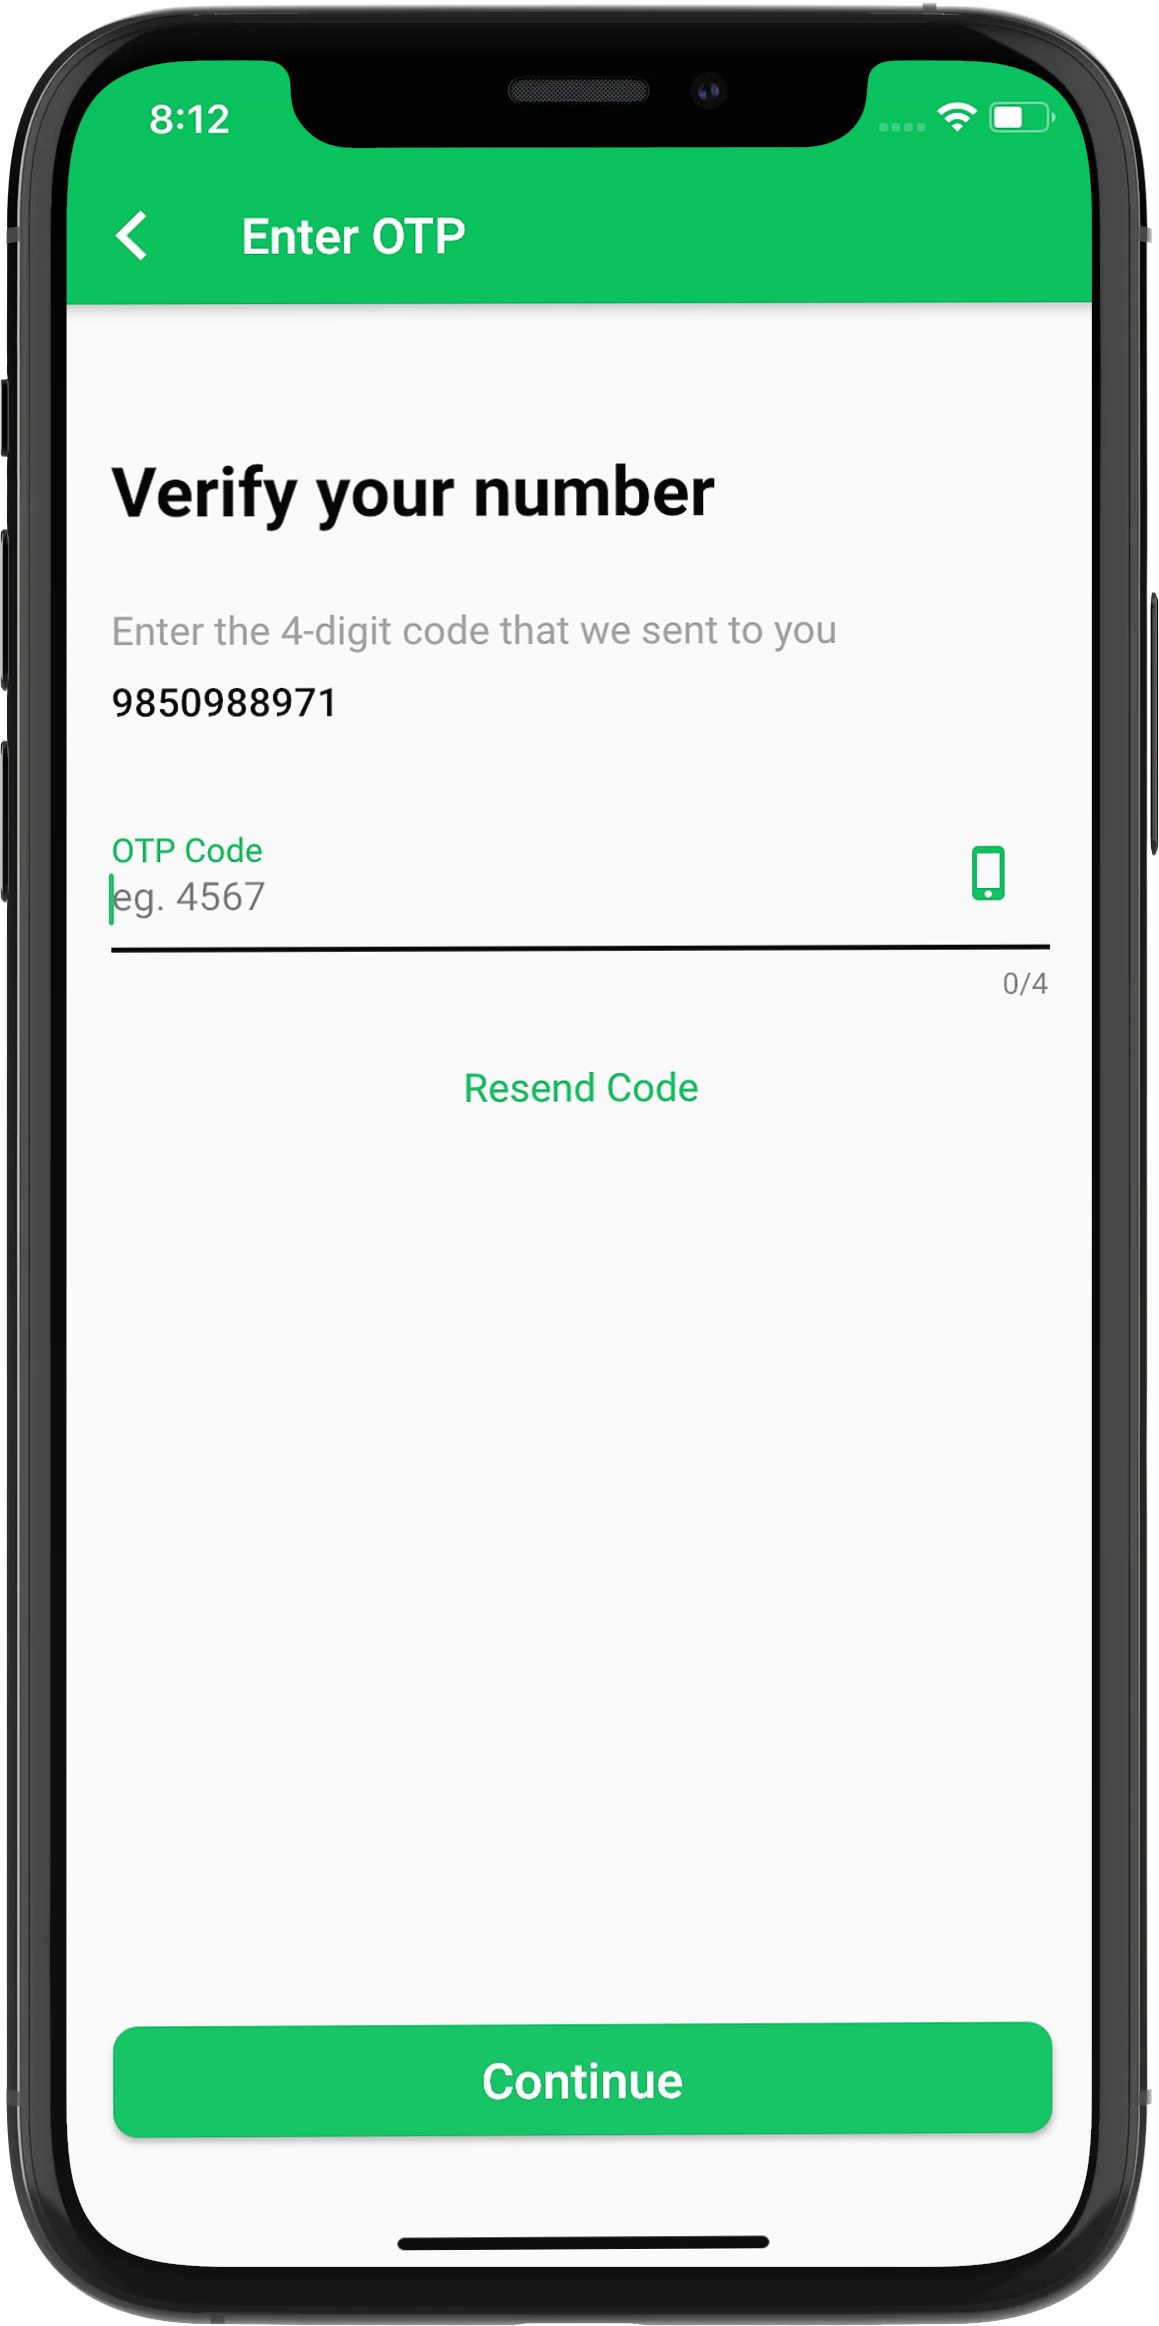 8:12
Enter OTP
Verify your number
Enter the 4-digit code that we sent to you
9850988971
OTP Code
eg. 4567
0/4
Resend Code
Continue